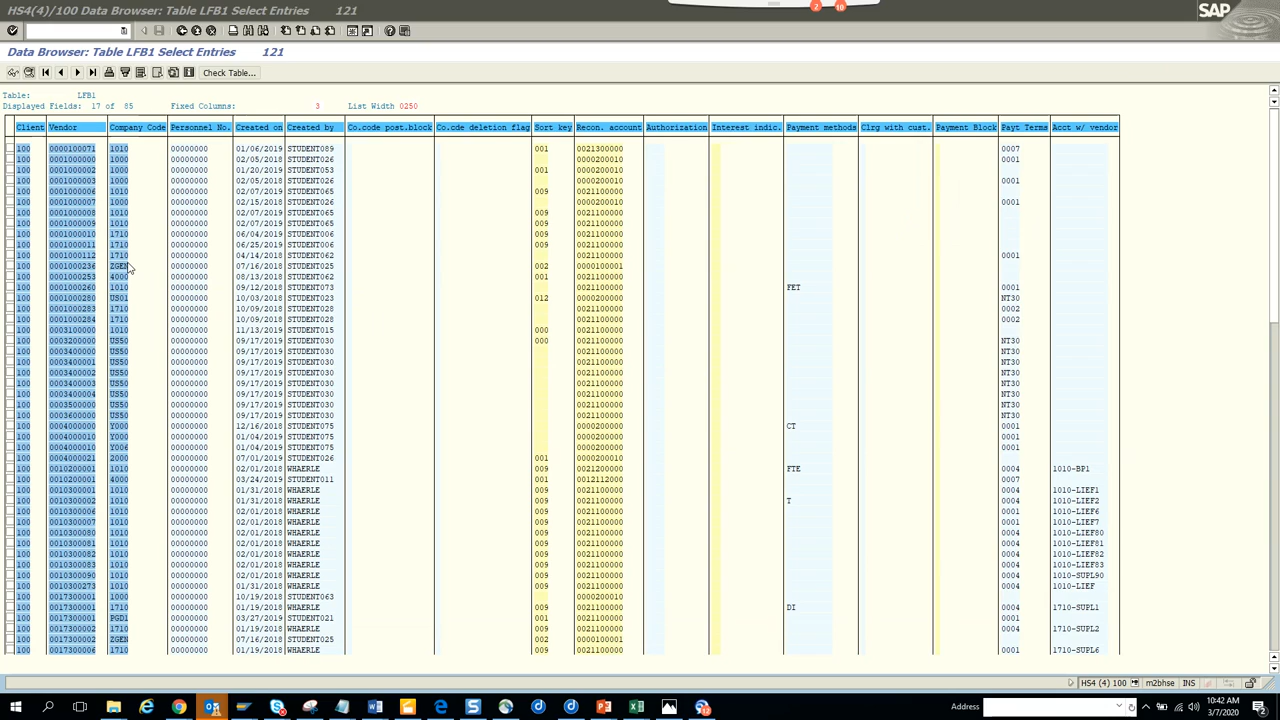 HS4(4)/100 Data Browser: Table LFB1 Select Entries 121
2 10
SAP
Data Browser: Table LFB1 Select Entries 121
Check Table...
Table: LFB1
Displayed Fields: 17 of 85 Fixed Columns: 3 List Width 0250
Client Vendor Company Code Personnel No. Created on Created by Co.code post.block Co.cde deletion flag Sort key Recon. account Authorization Interest indic. Payment methods Clrg with cust. Payment Block Payt Terms Acct w/ vendor
100 0000100071 1010 00000000 01/06/2019 STUDENT089 001 0021300000 0007
100 0001000000 1000 00000000 02/05/2018 STUDENT026 0000200010 0001
100 0001000002 1000 00000000 01/20/2019 STUDENT053 001 0000200010
100 0001000003 1000 00000000 02/05/2018 STUDENT026 0000200010 0001
100 0001000006 1010 00000000 02/07/2019 STUDENT065 009 0021100000
100 0001000007 1000 00000000 02/15/2018 STUDENT026 0000200010 0001
100 0001000008 1010 00000000 02/07/2019 STUDENT065 009 0021100000
100 0001000009 1010 00000000 02/07/2019 STUDENT065 009 0021100000
100 0001000010 1710 00000000 06/04/2019 STUDENT006 009 0021100000
100 0001000011 1710 00000000 06/25/2019 STUDENT006 009 0021100000
100 0001000112 1710 00000000 04/14/2018 STUDENT062 0021100000 0001
100 0001000236 ZGEN 00000000 07/16/2018 STUDENT025 002 0000100001
100 0001000253 4000 00000000 08/13/2018 STUDENT062 001 0021100000
100 0001000260 1010 00000000 09/12/2018 STUDENT073 0021100000 FET 0001
100 0001000280 US01 00000000 10/03/2018 STUDENT023 012 0000200000 NT30
100 0001000283 1710 00000000 10/09/2018 STUDENT028 0021100000 0002
100 0001000284 1710 00000000 10/09/2018 STUDENT028 0021100000 0002
100 0003100000 1010 00000000 11/13/2019 STUDENT015 000 0021100000
100 0003200000 US50 00000000 09/17/2019 STUDENT030 000 0021100000 NT30
100 0003400000 US50 00000000 09/17/2019 STUDENT030 0021100000 NT30
100 0003400001 US50 00000000 09/17/2019 STUDENT030 0021100000 NT30
100 0003400002 US50 00000000 09/17/2019 STUDENT030 0021100000 NT30
100 0003400003 US50 00000000 09/17/2019 STUDENT030 0021100000 NT30
100 0003400004 US50 00000000 09/17/2019 STUDENT030 0021100000 NT30
100 0003500000 US50 00000000 09/17/2019 STUDENT030 0021100000 NT30
100 0003600000 US50 00000000 09/17/2019 STUDENT030 0021100000 NT30
100 0004000000 Y000 00000000 12/16/2018 STUDENT075 0000200000 CT 0001
100 0004000010 Y000 00000000 01/04/2019 STUDENT075 0000200000 0001
100 0004000010 Y006 00000000 01/04/2019 STUDENT075 0000200000 0001
100 0004000021 2000 00000000 07/01/2019 STUDENT026 001 0000200010
100 0010200001 1010 00000000 02/01/2018 WHAERLE 009 0021200000 FTE 0004 1010-BP1
100 0010200001 4000 00000000 03/24/2019 STUDENT011 001 0012112000 0007
100 0010300001 1010 00000000 01/31/2018 WHAERLE 009 0021100000 0004 1010-LIEF1
100 0010300002 1010 00000000 01/31/2018 WHAERLE 009 0021100000 T 0004 1010-LIEF2
100 0010300006 1010 00000000 02/01/2018 WHAERLE 009 0021100000 0001 1010-LIEF6
100 0010300007 1010 00000000 02/01/2018 WHAERLE 009 0021100000 0001 1010-LIEF7
100 0010300080 1010 00000000 02/01/2018 WHAERLE 009 0021100000 0004 1010-LIEF80
100 0010300081 1010 00000000 02/01/2018 WHAERLE 009 0021100000 0004 1010-LIEF81
100 0010300082 1010 00000000 02/01/2018 WHAERLE 009 0021100000 0004 1010-LIEF82
100 0010300083 1010 00000000 02/01/2018 WHAERLE 009 0021100000 0004 1010-LIEF83
100 0010300090 1010 00000000 02/01/2018 WHAERLE 009 0021100000 0004 1010-SUPL90
100 0010300273 1010 00000000 01/31/2018 WHAERLE 009 0021100000 0004 1010-LIEF
100 0017300001 1000 00000000 10/19/2018 STUDENT063 0000200010
100 0017300001 1710 00000000 01/19/2018 WHAERLE 009 0021100000 DI 0004 1710-SUPL1
100 0017300001 PGD1 00000000 03/27/2019 STUDENT021 001 0021100000 0001
100 0017300002 1710 00000000 01/19/2018 WHAERLE 009 0021100000 0004 1710-SUPL2
100 0017300002 ZGEN 00000000 07/16/2018 STUDENT025 002 0000100001
100 0017300006 1710 00000000 01/19/2018 WHAERLE 009 0021100000 0001 1710-SUPL6
HS4 (4) 100 m2bhse INS
Address
10:42 AM
3/7/2020